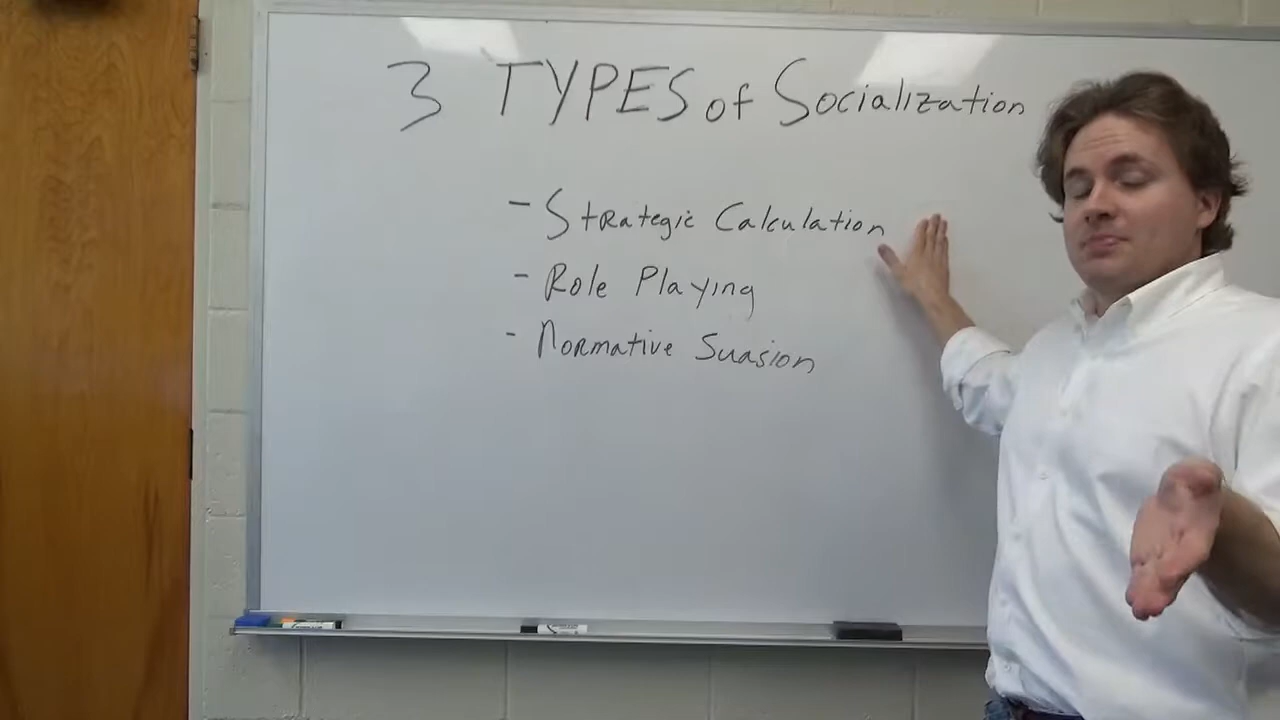 3 TYPES of Socialization
- Strategic Calculation
- Role Playing
- Normative Suasion